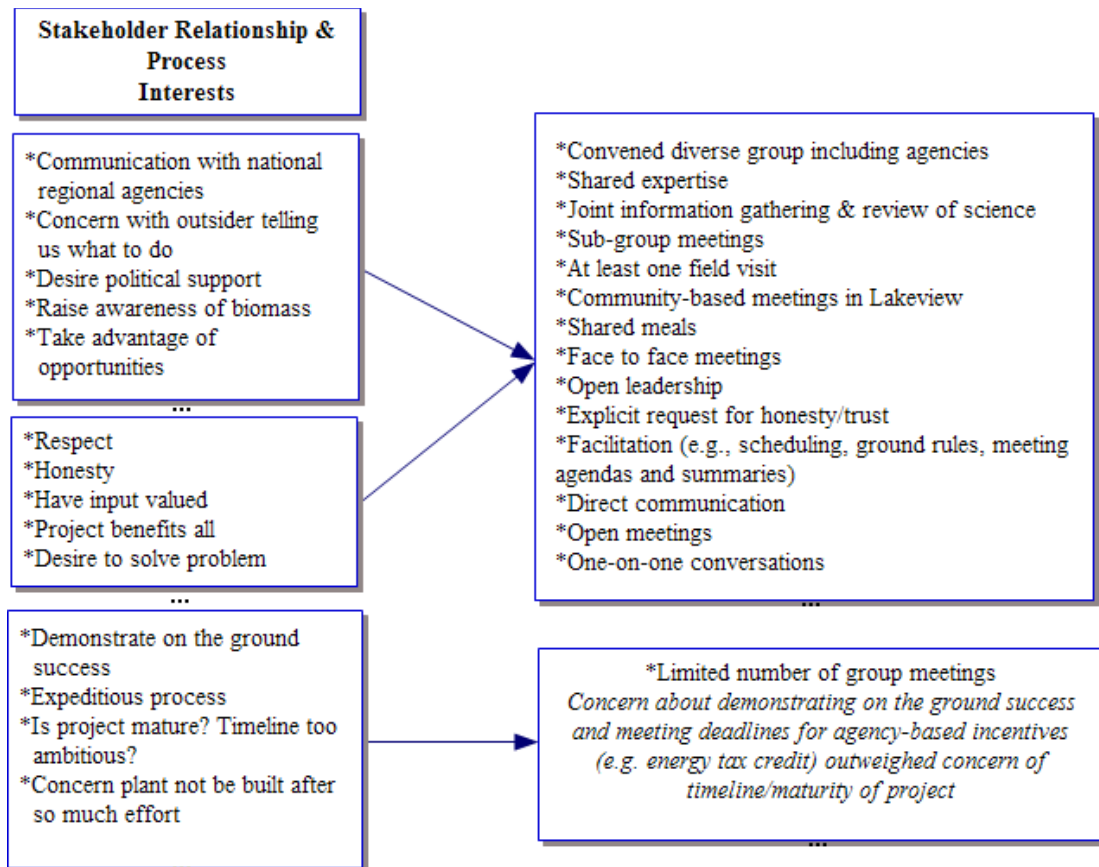 Stakeholder Relationship &
Process
Interests
*Communication with national
regional agencies
*Concern with outsider telling
us what to do
*Desire political support
*Raise awareness of biomass
*Take advantage of
opportunities
...
*Respect
*Honesty
*Have input valued
*Project benefits all
*Desire to solve problem
...
*Demonstrate on the ground
success
*Expeditious process
*Is project mature? Timeline too
ambitious?
*Concern plant not be built after
so much effort
*Convened diverse group including agencies
*Shared expertise
*Joint information gathering & review of science
*Sub-group meetings
*At least one field visit
*Community-based meetings in Lakeview
*Shared meals
*Face to face meetings
*Open leadership
*Explicit request for honesty/trust
*Facilitation (e.g., scheduling, ground rules, meeting
agendas and summaries)
*Direct communication
*Open meetings
*One-on-one conversations
...
*Limited number of group meetings
Concern about demonstrating on the ground success
and meeting deadlines for agency-based incentives
(e.g. energy tax credit) outweighed concern of
timeline/maturity of project
...